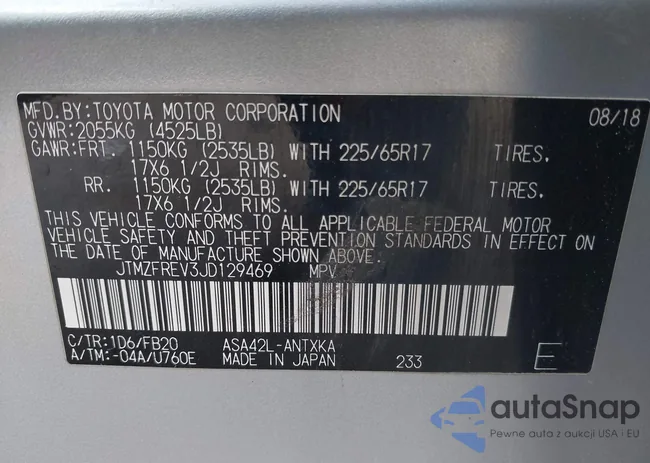 MFD.BY:TOYOTA MOTOR CORPORATION 08/18
GVWR:2055KG (4525LB)
GAWR:FRT. 1150KG (2535LB) WITH 225/65R17 TIRES.
17X6 1/2J RIMS.
RR. 1150KG (2535LB) WITH 225/65R17 TIRES.
17X6 1/2J RIMS.
THIS VEHICLE CONFORMS TO ALL APPLICABLE FEDERAL MOTOR
VEHICLE SAFETY AND THEFT PREVENTION STANDARDS IN EFFECT ON
THE DATE OF MANUFACTURE SHOWN ABOVE.
JTMZFREV3JD129469 MPV
C/TR:1D6/FB20 ASA42L-ANTXKA
A/TM:-04A/U760E MADE IN JAPAN 233 E
autaSnap
Pewne auta z aukcji USA i EU